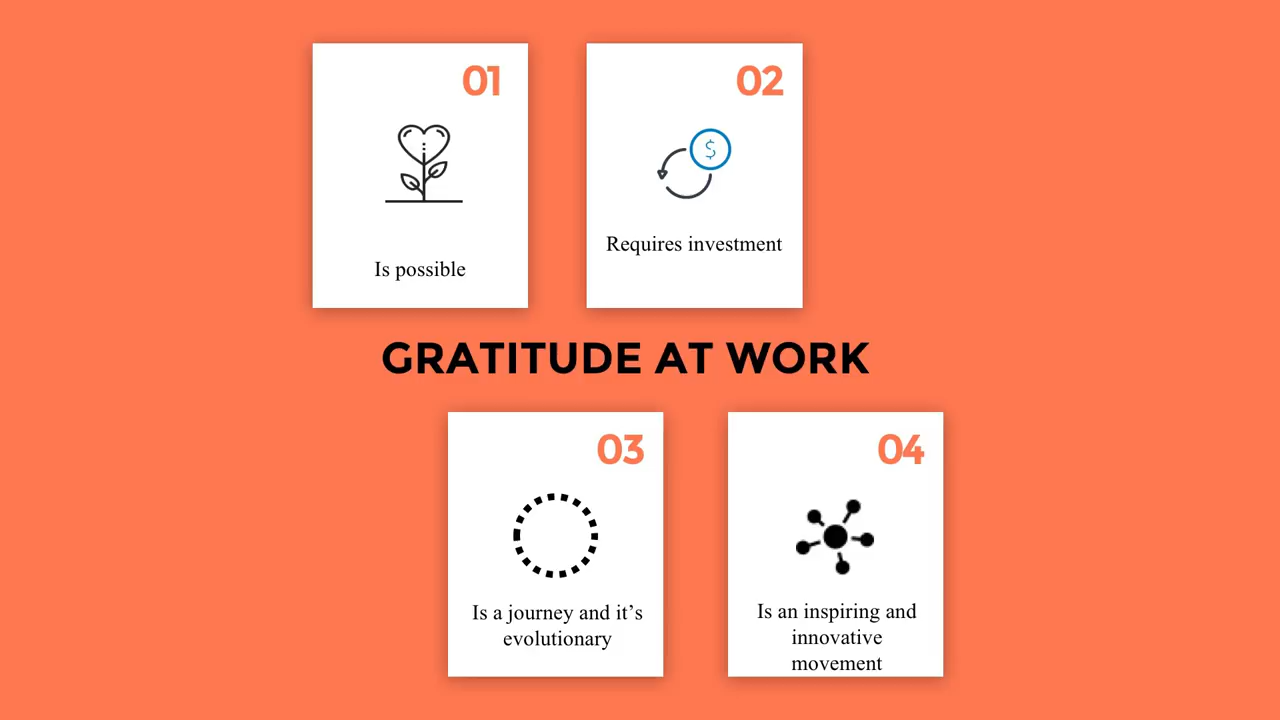 01
Is possible
02
$
Requires investment
GRATITUDE AT WORK
03
Is a journey and it’s
evolutionary
04
Is an inspiring and
innovative
movement